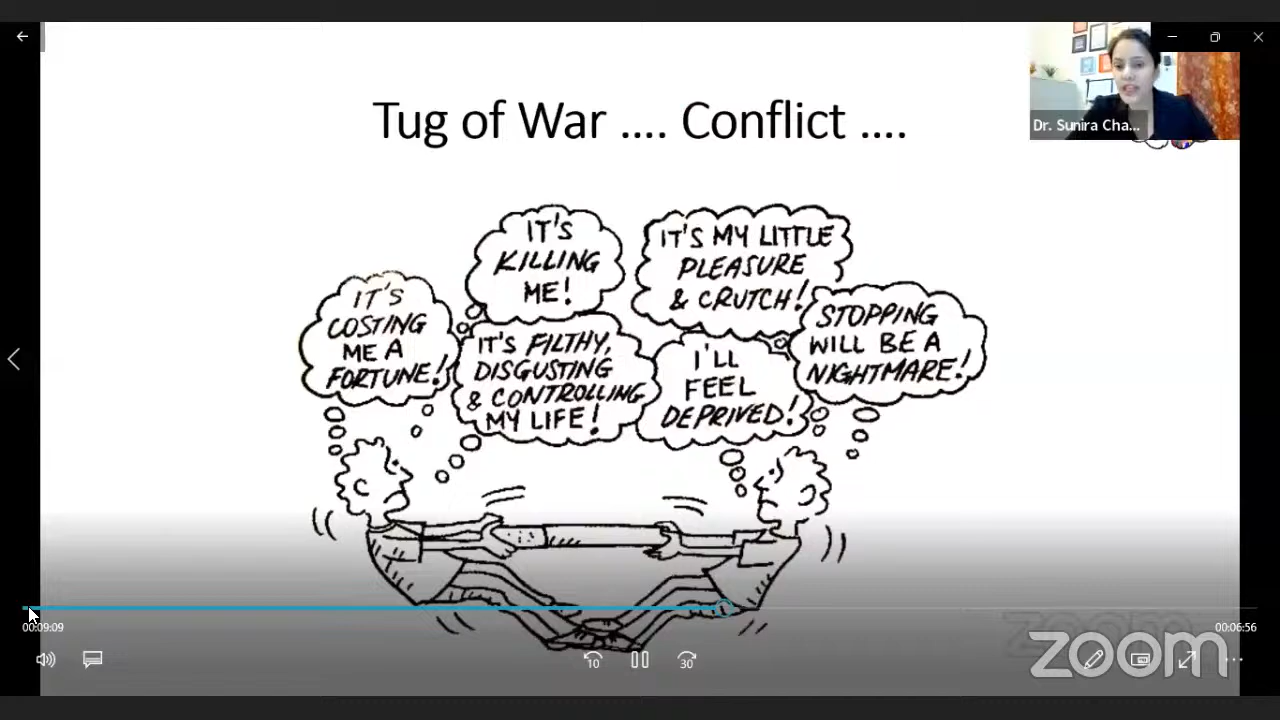 Dr. Sunira Cha...
Tug of War .... Conflict ....
IT'S
COSTING
ME A
FORTUNE!
IT'S
KILLING
ME!
IT'S FILTHY,
DISGUSTING
& CONTROLLING
MY LIFE!
IT'S MY LITTLE
PLEASURE
& CRUTCH!
I'LL
FEEL
DEPRIVED!
STOPPING
WILL BE A
NIGHTMARE!
00:09:09
00:06:56
10
30
zoom